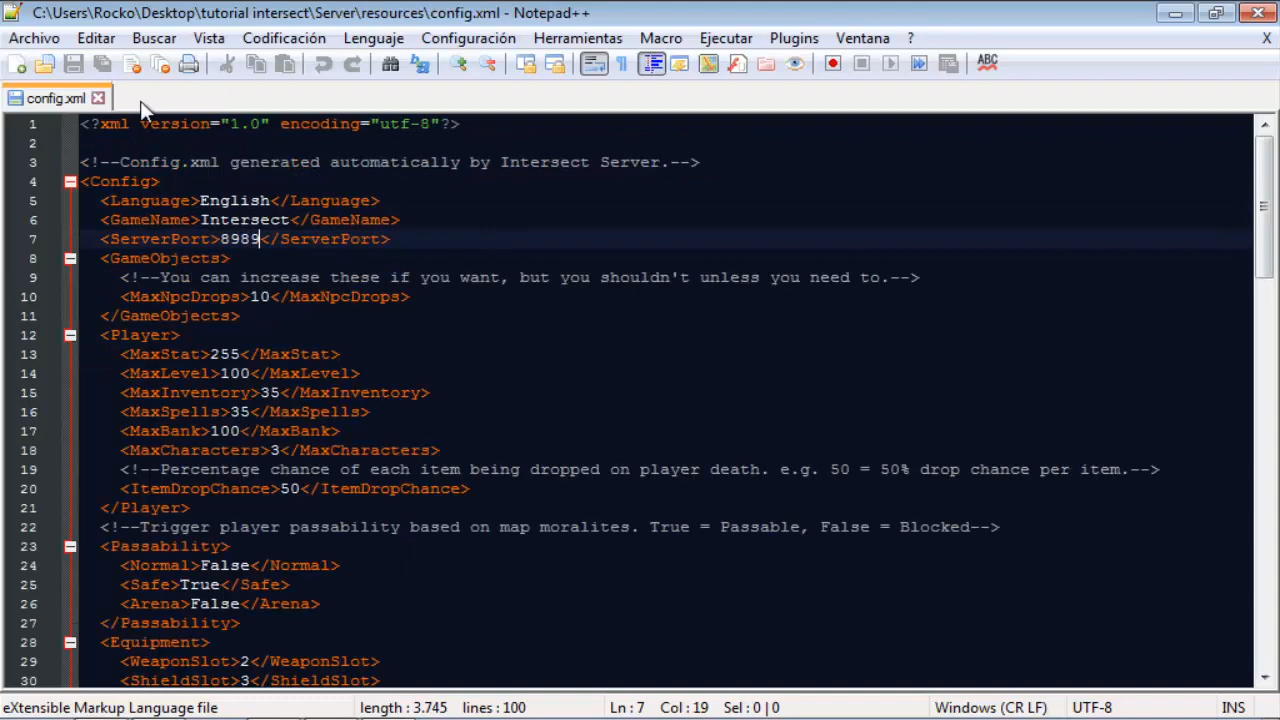 C:\Users\Rocko\Desktop\tutorial intersect\Server\resources\config.xml - Notepad++
Archivo Editar Buscar Vista Codificación Lenguaje Configuración Herramientas Macro Ejecutar Plugins Ventana ? X
ABC
config.xml
1 <?xml version="1.0" encoding="utf-8"?>
2
3 <!--Config.xml generated automatically by Intersect Server.-->
4 <Config>
5 <Language>English</Language>
6 <GameName>Intersect</GameName>
7 <ServerPort>8989</ServerPort>
8 <GameObjects>
9 <!--You can increase these if you want, but you shouldn't unless you need to.-->
10 <MaxNpcDrops>10</MaxNpcDrops>
11 </GameObjects>
12 <Player>
13 <MaxStat>255</MaxStat>
14 <MaxLevel>100</MaxLevel>
15 <MaxInventory>35</MaxInventory>
16 <MaxSpells>35</MaxSpells>
17 <MaxBank>100</MaxBank>
18 <MaxCharacters>3</MaxCharacters>
19 <!--Percentage chance of each item being dropped on player death. e.g. 50 = 50% drop chance per item.-->
20 <ItemDropChance>50</ItemDropChance>
21 </Player>
22 <!--Trigger player passability based on map moralites. True = Passable, False = Blocked-->
23 <Passability>
24 <Normal>False</Normal>
25 <Safe>True</Safe>
26 <Arena>False</Arena>
27 </Passability>
28 <Equipment>
29 <WeaponSlot>2</WeaponSlot>
30 <ShieldSlot>3</ShieldSlot>
eXtensible Markup Language file length : 3.745 lines : 100 Ln : 7 Col : 19 Sel : 0 | 0 Windows (CR LF) UTF-8 INS